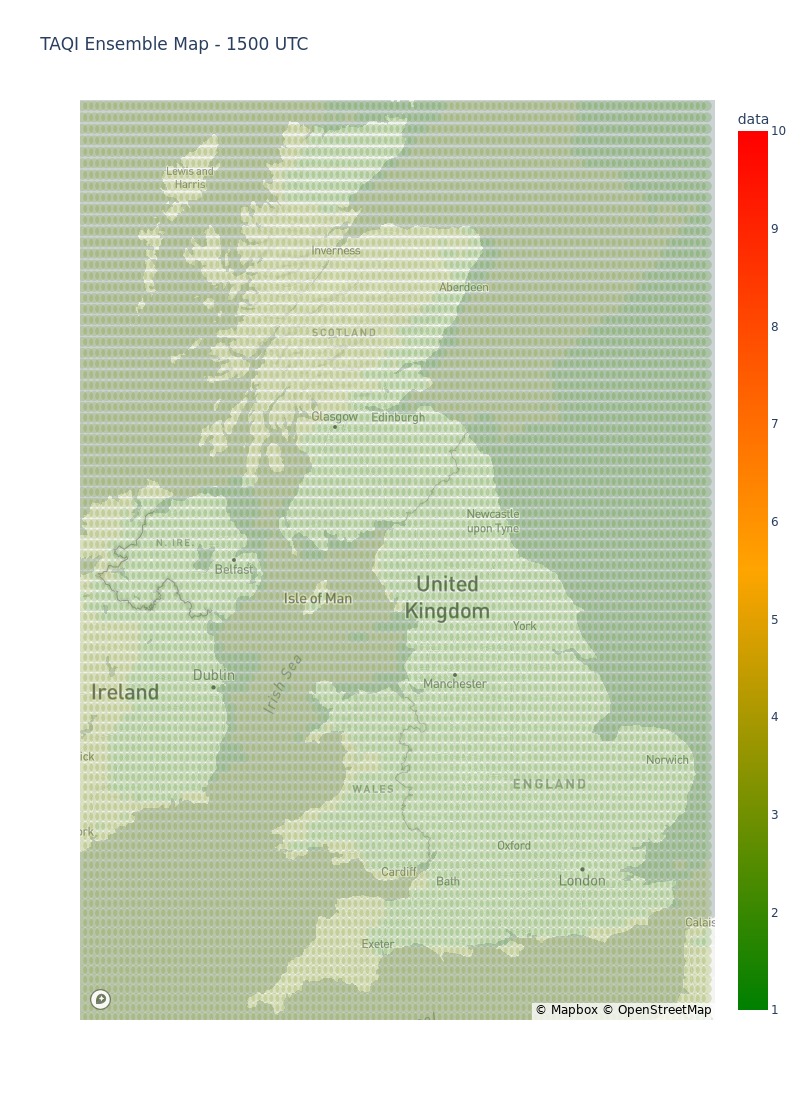 TAQI Ensemble Map - 1500 UTC
data
10
9
8
7
6
5
4
3
2
1
Lewis and
Harris
Inverness
Aberdeen
SCOTLAND
Glasgow
Edinburgh
Newcastle
upon Tyne
N. IRE.
Belfast
Isle of Man
United
Kingdom
York
Dublin
Irish Sea
Manchester
Ireland
ick
Norwich
WALES
ENGLAND
ork
Oxford
Cardiff
Bath
London
Calais
Exeter
© Mapbox © OpenStreetMap